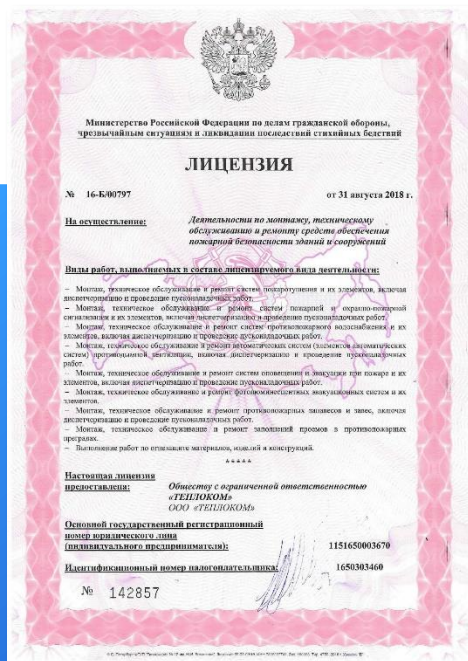 Министерство Российской Федерации по делам гражданской обороны,
чрезвычайным ситуациям и ликвидации последствий стихийных бедствий
ЛИЦЕНЗИЯ
№ 16-Б/00797 от 31 августа 2018 г.
На осуществление: Деятельности по монтажу, техническому
обслуживанию и ремонту средств обеспечения
пожарной безопасности зданий и сооружений
Виды работ, выполняемых в составе лицензируемого вида деятельности:
– Монтаж, техническое обслуживание и ремонт систем пожаротушения и их элементов, включая
диспетчеризацию и проведение пусконаладочных работ.
– Монтаж, техническое обслуживание и ремонт систем пожарной и охранно-пожарной
сигнализации и их элементов, включая диспетчеризацию и проведение пусконаладочных работ.
– Монтаж, техническое обслуживание и ремонт систем противопожарного водоснабжения и их
элементов, включая диспетчеризацию и проведение пусконаладочных работ.
– Монтаж, техническое обслуживание и ремонт автоматических систем (элементов автоматических
систем) противодымной вентиляции, включая диспетчеризацию и проведение пусконаладочных
работ.
– Монтаж, техническое обслуживание и ремонт систем оповещения и эвакуации при пожаре и их
элементов, включая диспетчеризацию и проведение пусконаладочных работ.
– Монтаж, техническое обслуживание и ремонт фотолюминесцентных эвакуационных систем и их
элементов.
– Монтаж, техническое обслуживание и ремонт противопожарных занавесов и завес, включая
диспетчеризацию и проведение пусконаладочных работ.
– Монтаж, техническое обслуживание и ремонт заполнений проемов в противопожарных
преградах.
– Выполнение работ по огнезащите материалов, изделий и конструкций.
*****
Настоящая лицензия
предоставлена: Обществу с ограниченной ответственностью
«ТЕПЛОКОМ»
ООО «ТЕПЛОКОМ»
Основной государственный регистрационный
номер юридического лица
(индивидуального предпринимателя): 1151650003670
Идентификационный номер налогоплательщика: 1650303460
№ 142857